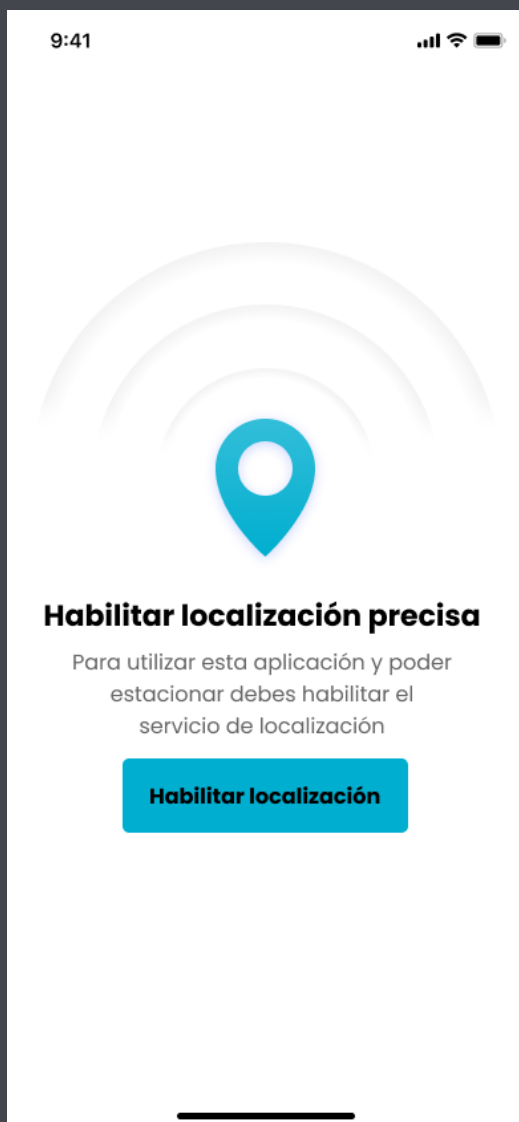 9:41
Habilitar localización precisa
Para utilizar esta aplicación y poder
estacionar debes habilitar el
servicio de localización
Habilitar localización